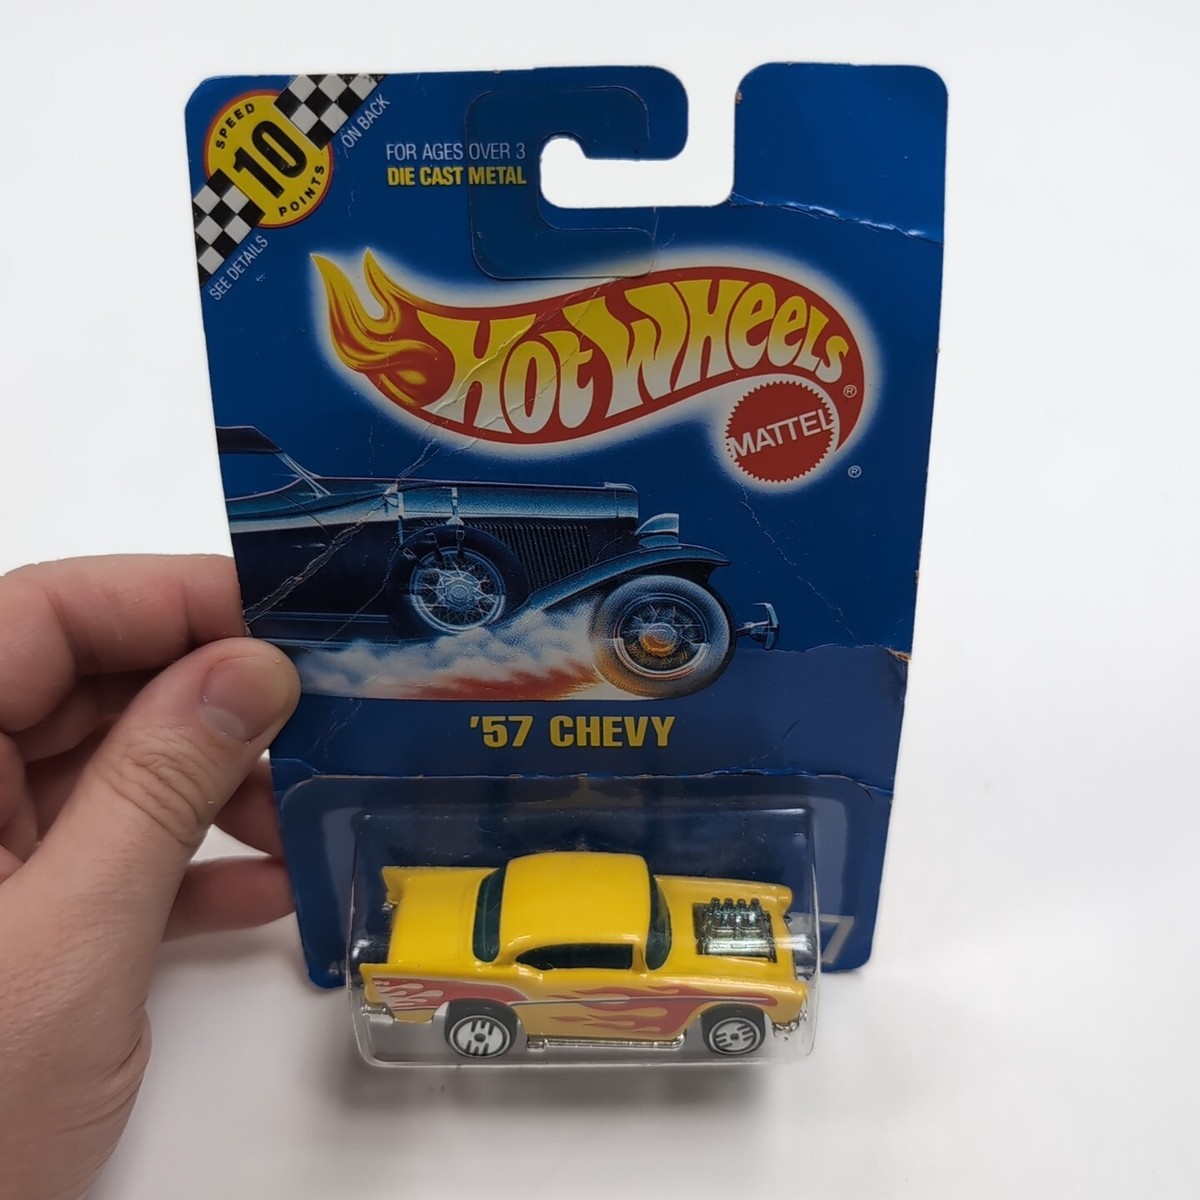 SPEED
10
POINTS
ON BACK
SEE DETAILS
FOR AGES OVER 3
DIE CAST METAL
HOT WHEELS ®
MATTEL
®
'57 CHEVY